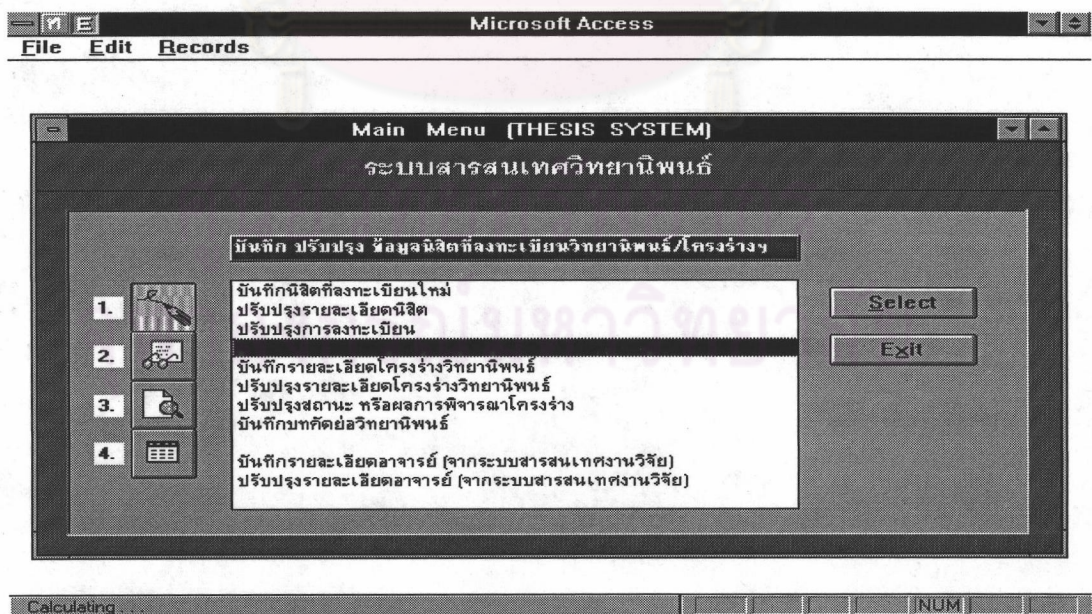 ท E Microsoft Access
File Edit Records
Main Menu (THESIS SYSTEM)
ระบบสารสนเทศวิทยานิพนธ์
บันทึก ปรับปรุง ข้อมูลนิสิตที่ลงทะเบียนวิทยานิพนธ์/โครงร่างฯ
บันทึกนิสิตที่ลงทะเบียนใหม่
1.
ปรับปรุงรายละเอียดนิสิต
Select
ปรับปรุงการลงทะเบียน
Exit
2.
บันทึกรายละเอียดโครงร่างวิทยานิพนธ์
ปรับปรุงรายละเอียดโครงร่างวิทยานิพนธ์
3.
ปรับปรุงสถานะ หรือผลการพิจารณาโครงร่าง
บันทึกบทคัดย่อวิทยานิพนธ์
4.
บันทึกรายละเอียดอาจารย์ (จากระบบสารสนเทศงานวิจัย)
ปรับปรุงรายละเอียดอาจารย์ (จากระบบสารสนเทศงานวิจัย)
Calculating . . . NUM